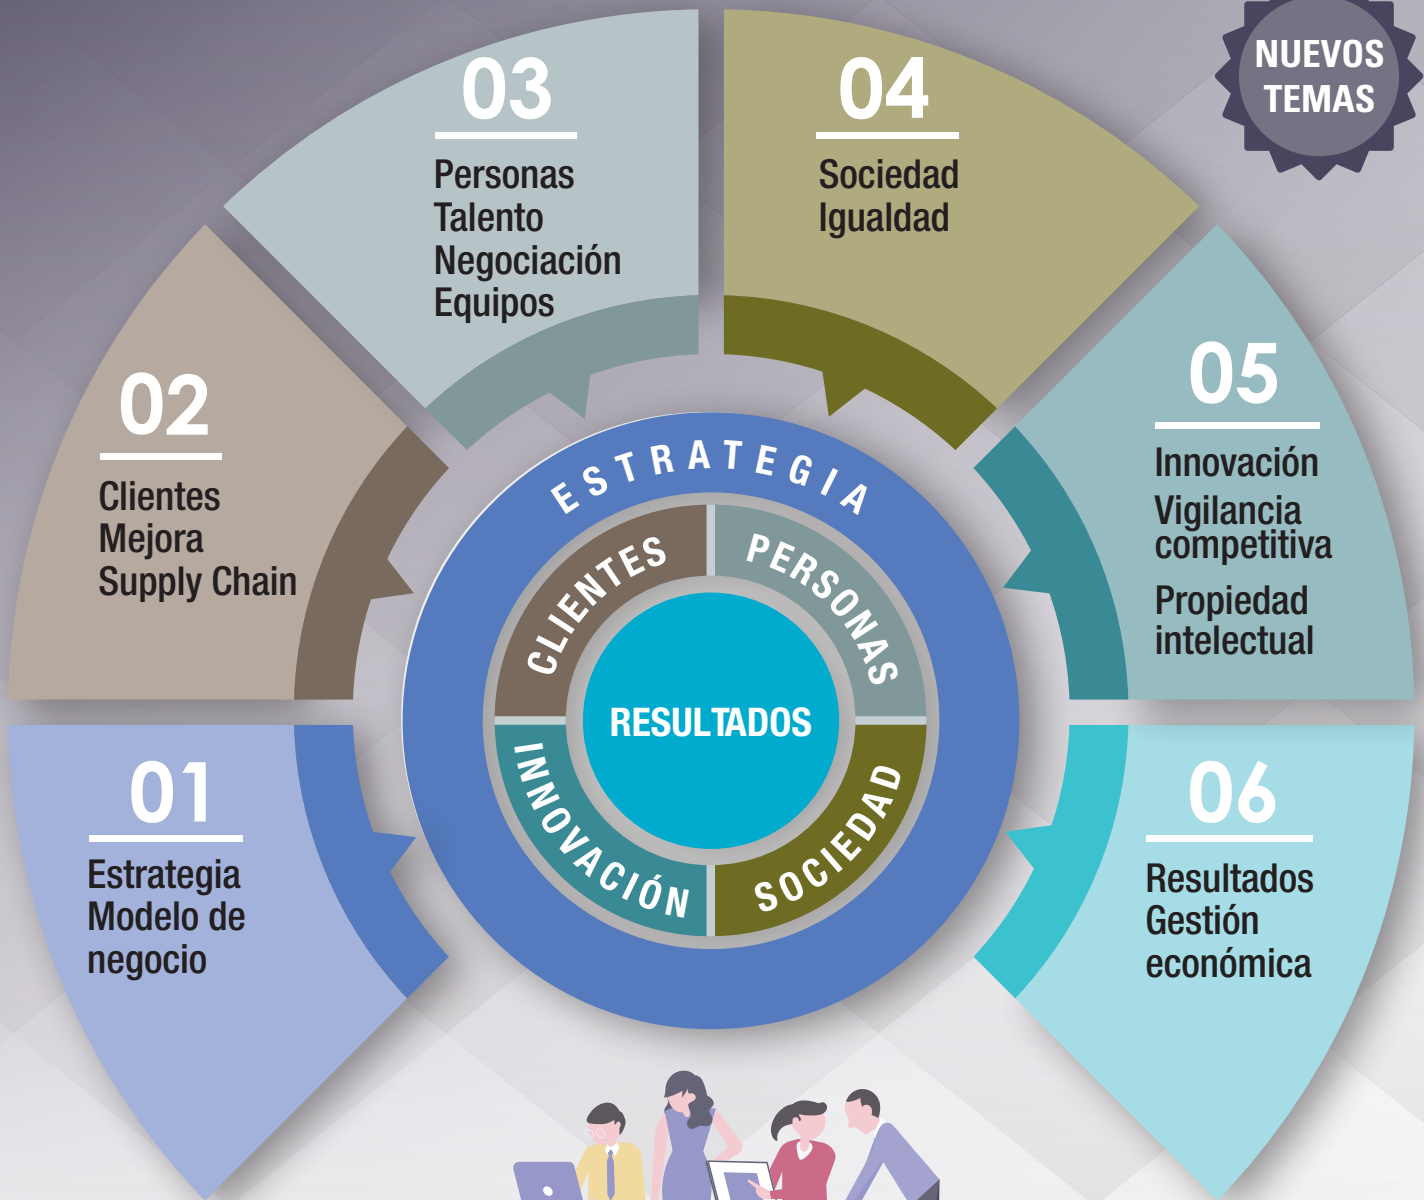 NUEVOS
TEMAS
01
Estrategia
Modelo de
negocio
02
Clientes
Mejora
Supply Chain
03
Personas
Talento
Negociación
Equipos
04
Sociedad
Igualdad
05
Innovación
Vigilancia
competitiva
Propiedad
intelectual
06
Resultados
Gestión
económica
ESTRATEGIA
CLIENTES
PERSONAS
INNOVACIÓN
SOCIEDAD
RESULTADOS